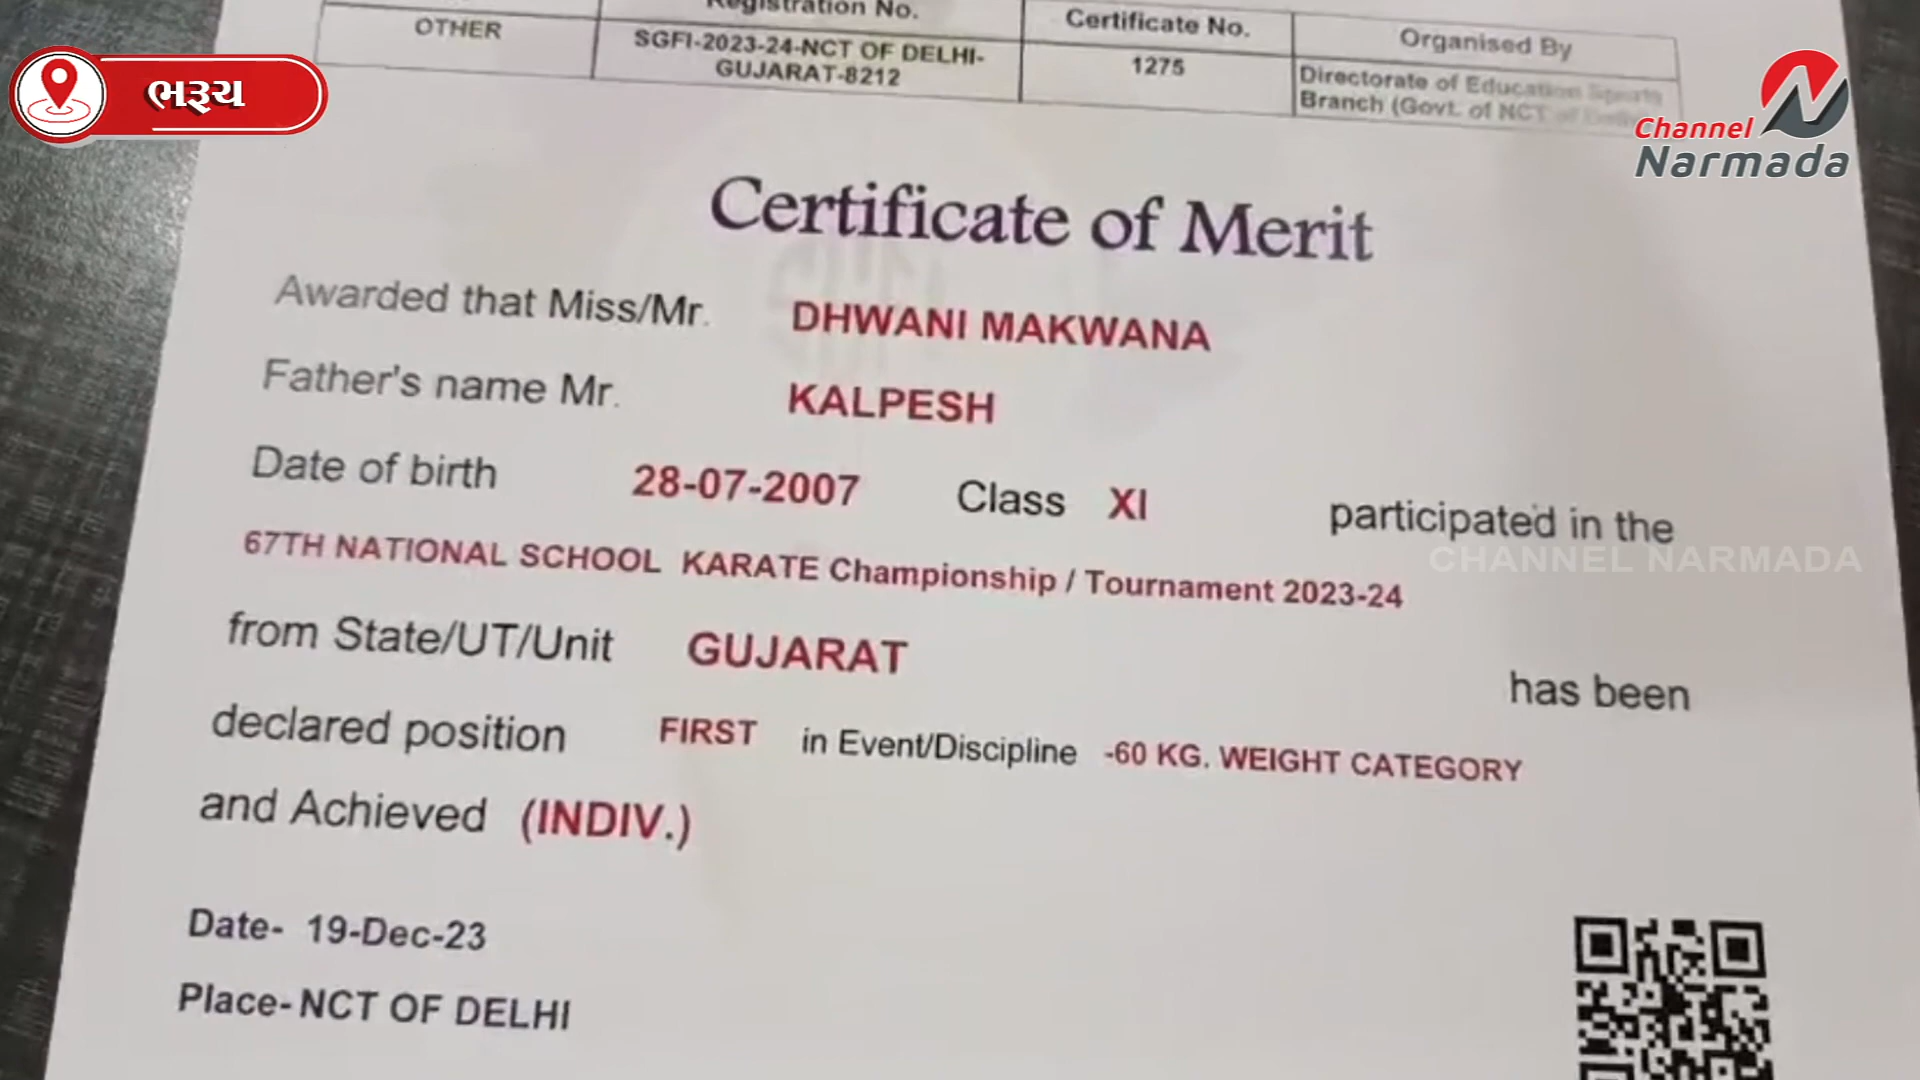 Registration No.
Certificate No.
Organised By
OTHER
SGFI-2023-24-NCT OF DELHI-
GUJARAT-8212
1275
Directorate of Education Sports
Branch (Govt. of NCT of Delhi)
ભરૂચ
Channel
Narmada
Certificate of Merit
Awarded that Miss/Mr. DHWANI MAKWANA
Father's name Mr. KALPESH
Date of birth 28-07-2007 Class XI participated in the
67TH NATIONAL SCHOOL KARATE Championship / Tournament 2023-24
CHANNEL NARMADA
from State/UT/Unit GUJARAT has been
declared position FIRST in Event/Discipline -60 KG. WEIGHT CATEGORY
and Achieved (INDIV.)
Date- 19-Dec-23
Place- NCT OF DELHI